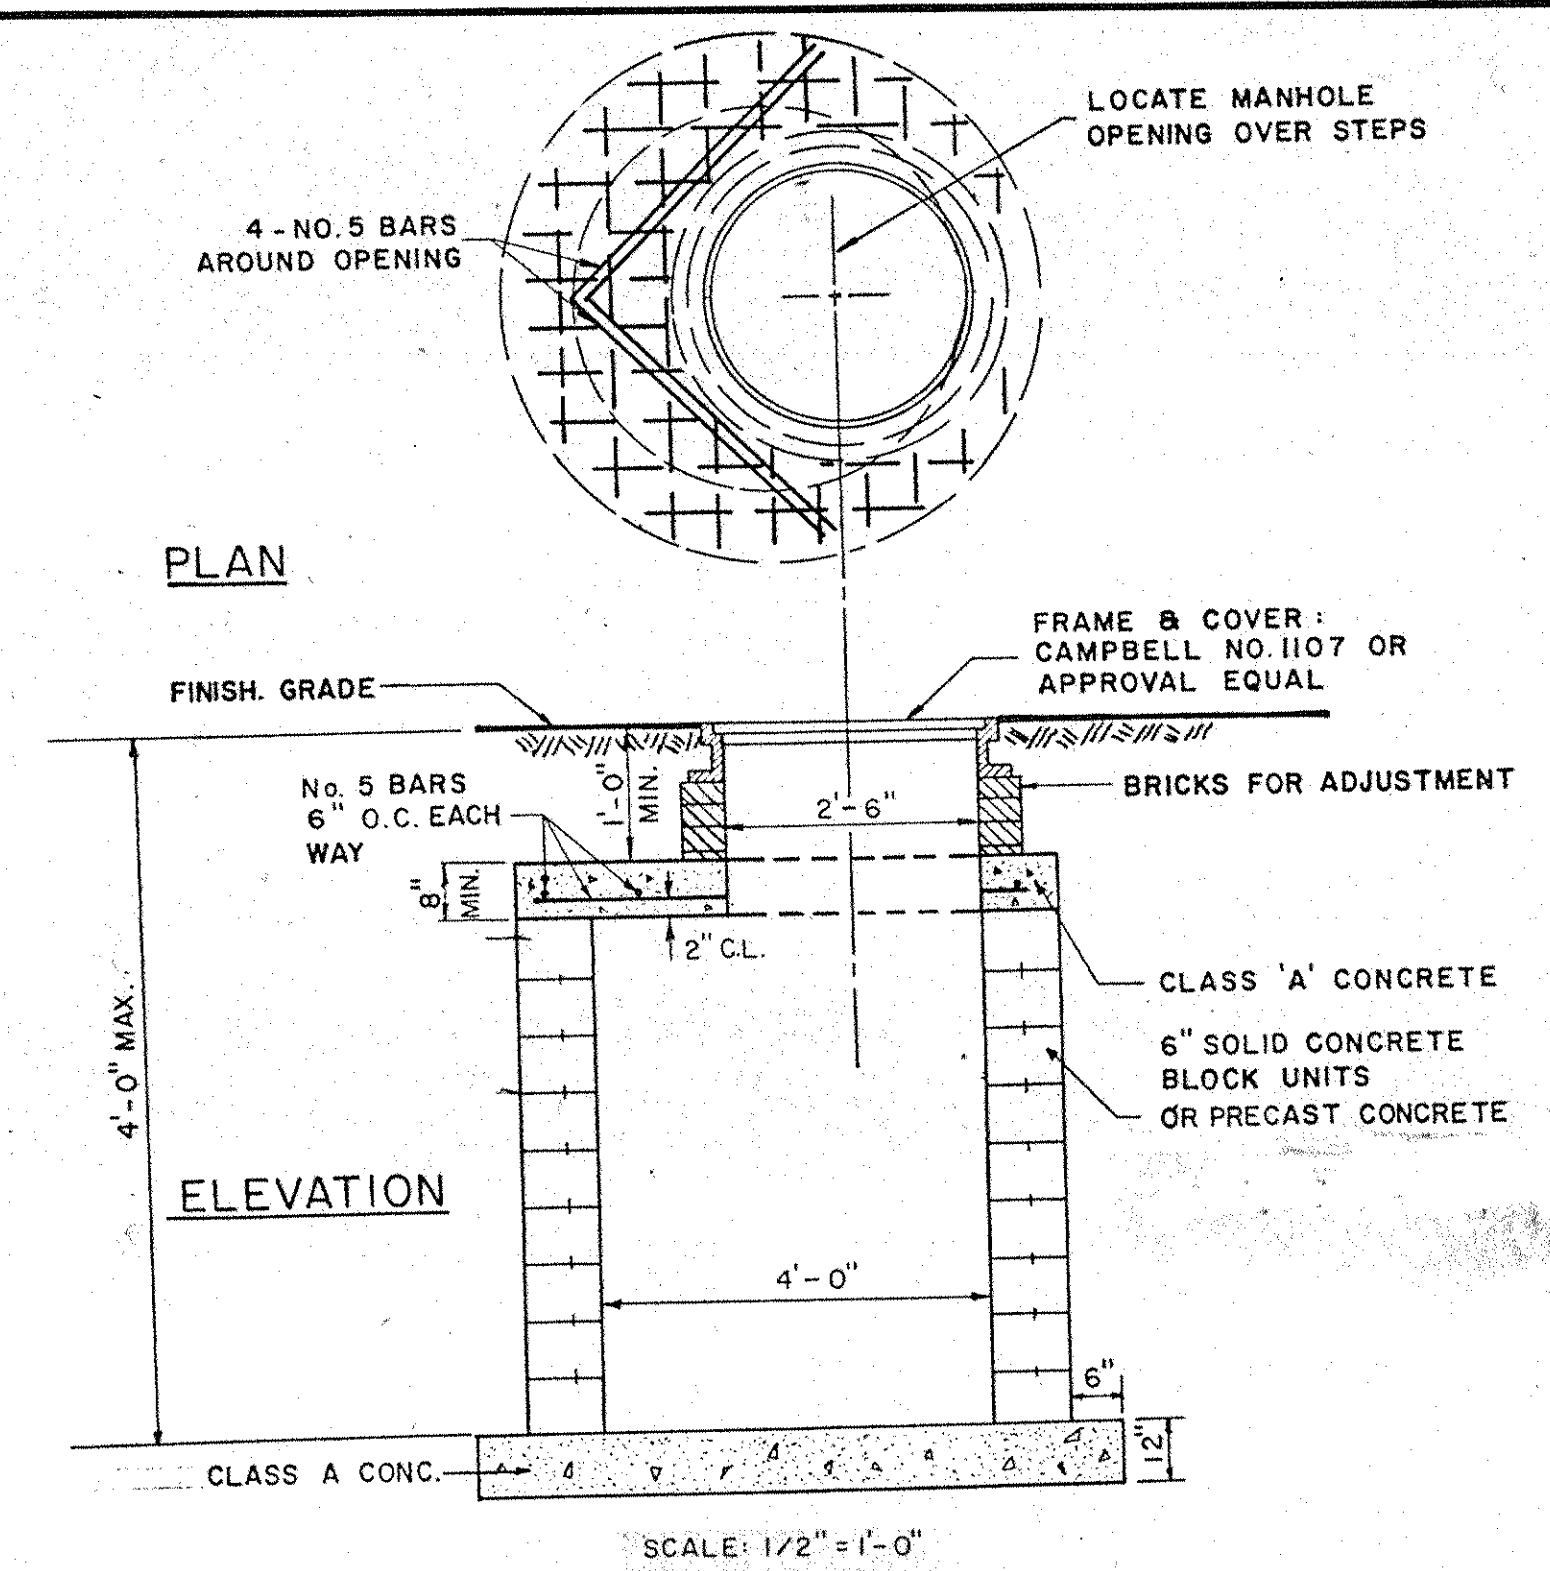 LOCATE MANHOLE
OPENING OVER STEPS
4 - NO. 5 BARS
AROUND OPENING
PLAN
FRAME & COVER :
CAMPBELL NO. 1107 OR
APPROVAL EQUAL
FINISH. GRADE
No. 5 BARS
6" O.C. EACH
WAY
1'-0"
MIN.
2'-6"
BRICKS FOR ADJUSTMENT
8"
MIN.
2" C.L.
CLASS 'A' CONCRETE
6" SOLID CONCRETE
BLOCK UNITS
OR PRECAST CONCRETE
4'-0" MAX.
ELEVATION
4'-0"
6"
12"
CLASS A CONC.
SCALE: 1/2" = 1'-0"